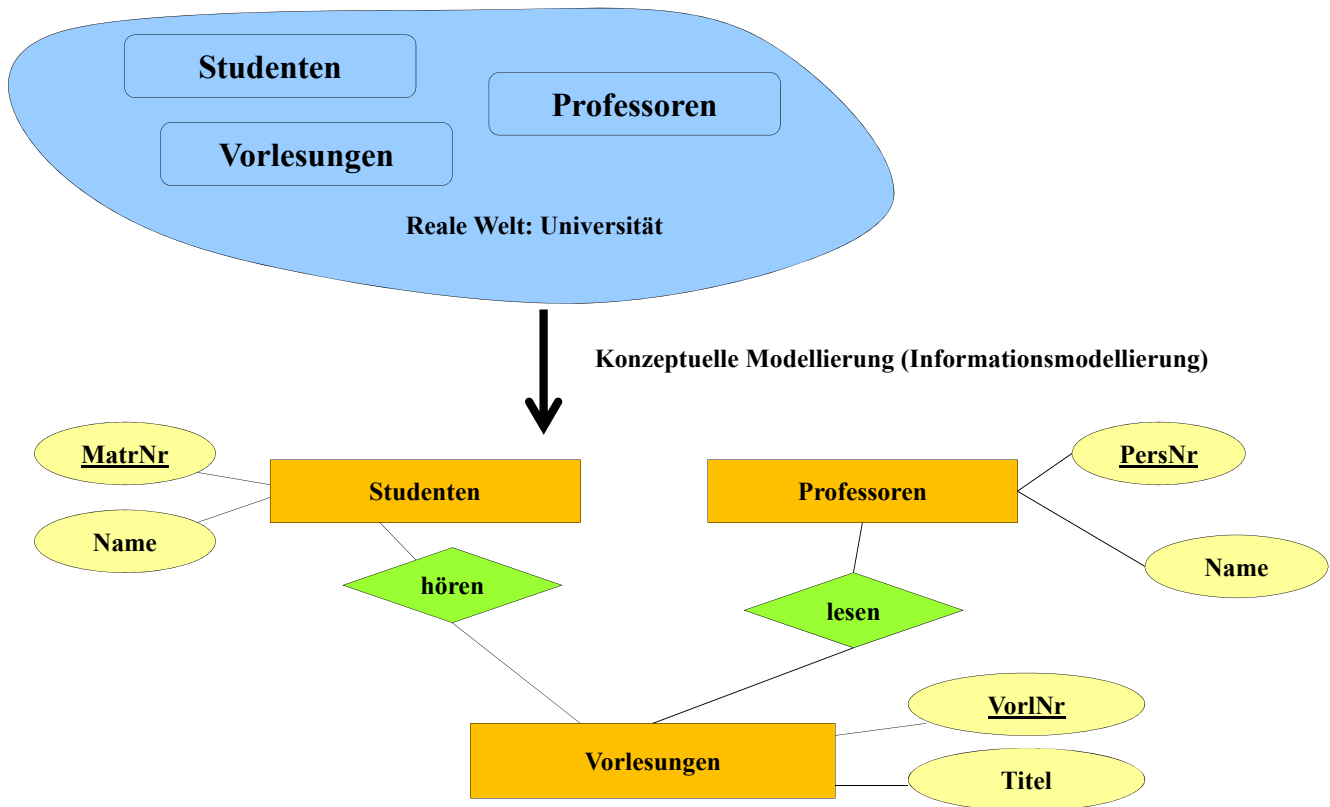 Studenten
Professoren
Vorlesungen
Reale Welt: Universität
Konzeptuelle Modellierung (Informationsmodellierung)
MatrNr
PersNr
Studenten
Professoren
Name
Name
hören
lesen
VorlNr
Vorlesungen
Titel